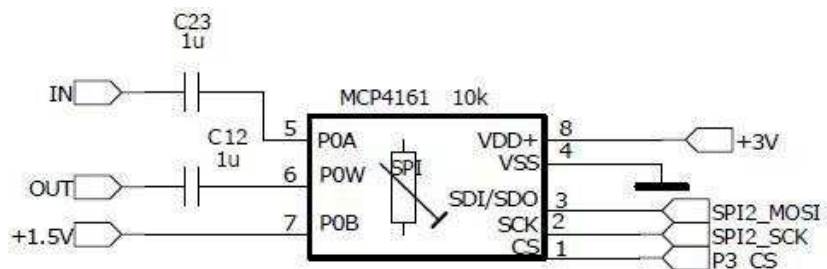 C23
1u
IN
MCP4161 10k
5 P0A
VDD+ 8
+3V
VSS 4
C12
1u
OUT
6 P0W
SPI
SDI/SDO 3
SPI2_MOSI
+1.5V
7 P0B
SCK 2
SPI2_SCK
CS 1
P3_CS